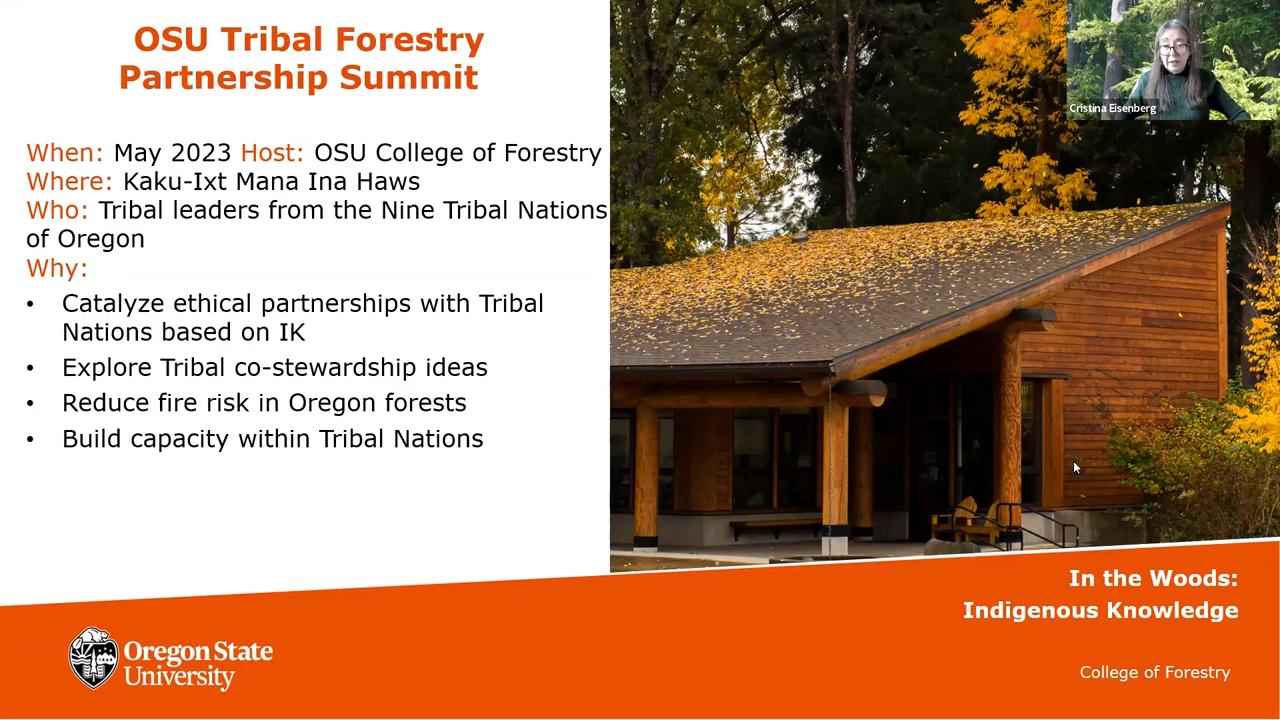 OSU Tribal Forestry
Partnership Summit
When: May 2023 Host: OSU College of Forestry
Where: Kaku-Ixt Mana Ina Haws
Who: Tribal leaders from the Nine Tribal Nations
of Oregon
Why:
• Catalyze ethical partnerships with Tribal
Nations based on IK
• Explore Tribal co-stewardship ideas
• Reduce fire risk in Oregon forests
• Build capacity within Tribal Nations
Cristina Eisenberg
In the Woods:
Indigenous Knowledge
College of Forestry
Oregon State
University